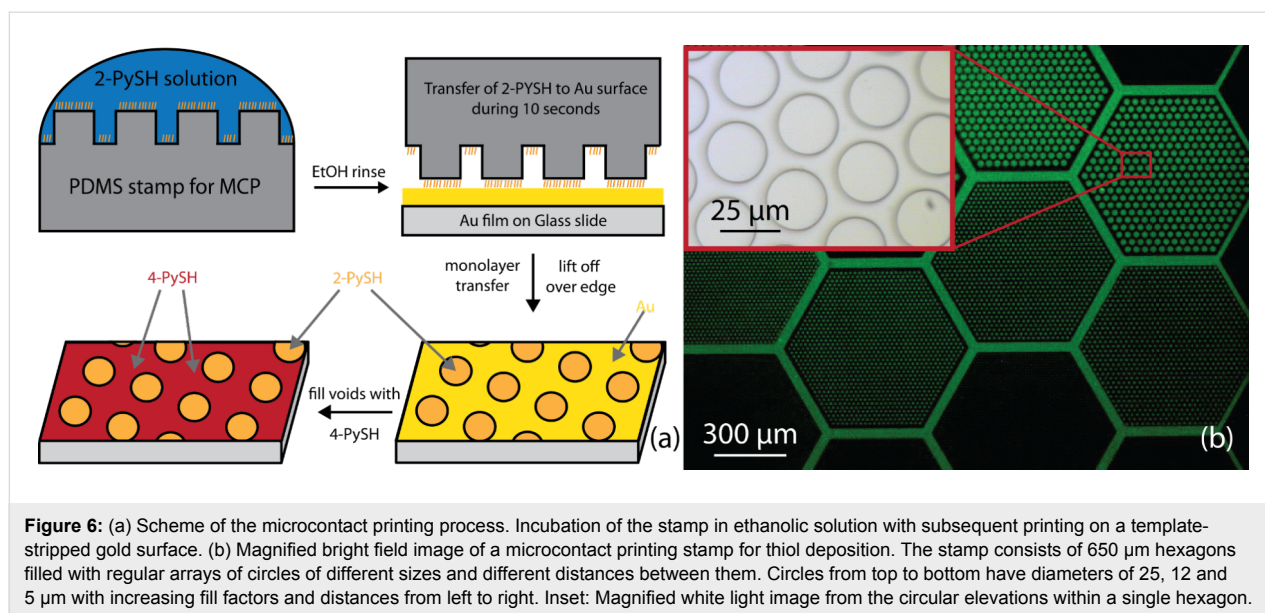 2-PySH solution
PDMS stamp for MCP
EtOH rinse
Transfer of 2-PYSH to Au surface
during 10 seconds
Au film on Glass slide
monolayer
transfer
lift off
over edge
4-PySH
2-PySH
Au
fill voids with
4-PySH
(a)
25 µm
300 µm
(b)
Figure 6: (a) Scheme of the microcontact printing process. Incubation of the stamp in ethanolic solution with subsequent printing on a template-
stripped gold surface. (b) Magnified bright field image of a microcontact printing stamp for thiol deposition. The stamp consists of 650 µm hexagons
filled with regular arrays of circles of different sizes and different distances between them. Circles from top to bottom have diameters of 25, 12 and
5 µm with increasing fill factors and distances from left to right. Inset: Magnified white light image from the circular elevations within a single hexagon.